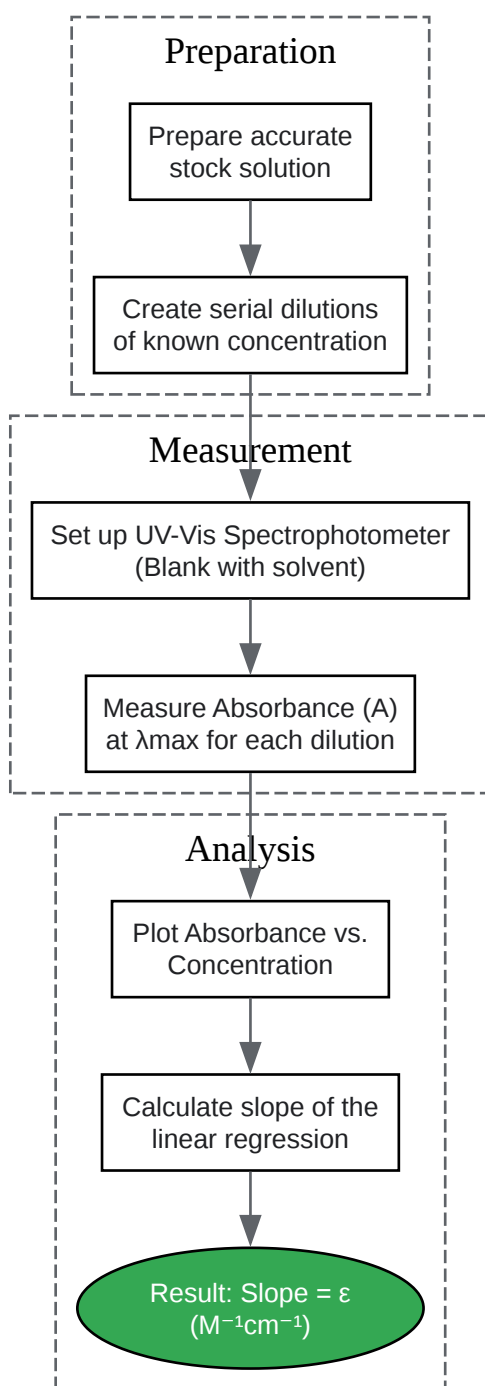 Preparation
Prepare accurate
stock solution
Create serial dilutions
of known concentration
Measurement
Set up UV-Vis Spectrophotometer
(Blank with solvent)
Measure Absorbance (A)
at λmax for each dilution
Analysis
Plot Absorbance vs.
Concentration
Calculate slope of the
linear regression
Result: Slope = ε
(M⁻¹cm⁻¹)